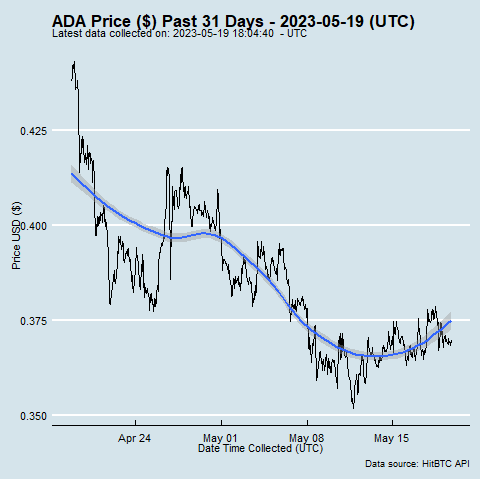 ADA Price ($) Past 31 Days - 2023-05-19 (UTC)
Latest data collected on: 2023-05-19 18:04:40 - UTC
Price USD ($)
0.425
0.400
0.375
0.350
Apr 24 May 01 May 08 May 15
Date Time Collected (UTC)
Data source: HitBTC API